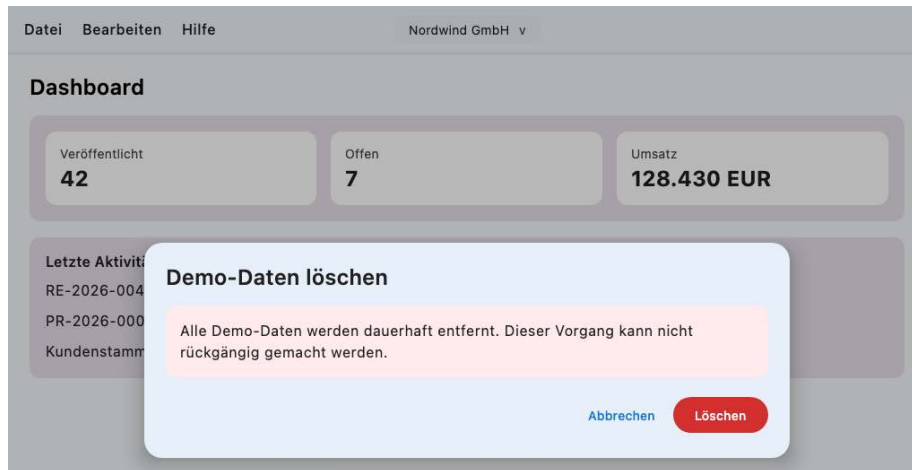 Datei Bearbeiten Hilfe Nordwind GmbH v
Dashboard
Veröffentlicht Offen Umsatz
42 7 128.430 EUR
Letzte
RE-2026-004
PR-2026-000
Demo-Daten löschen
Alle Demo-Daten werden dauerhaft entfernt. Dieser Vorgang kann nicht
rückgängig gemacht werden.
Abbrechen Löschen